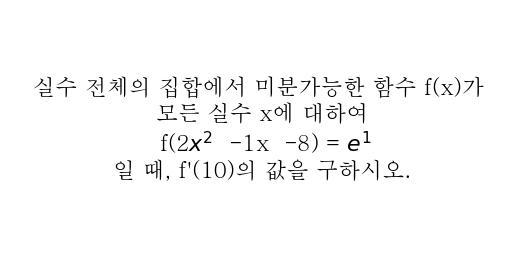 실수 전체의 집합에서 미분가능한 함수 f(x)가
모든 실수 x에 대하여
f(2x² −1x −8) = e¹
일 때, f'(10)의 값을 구하시오.